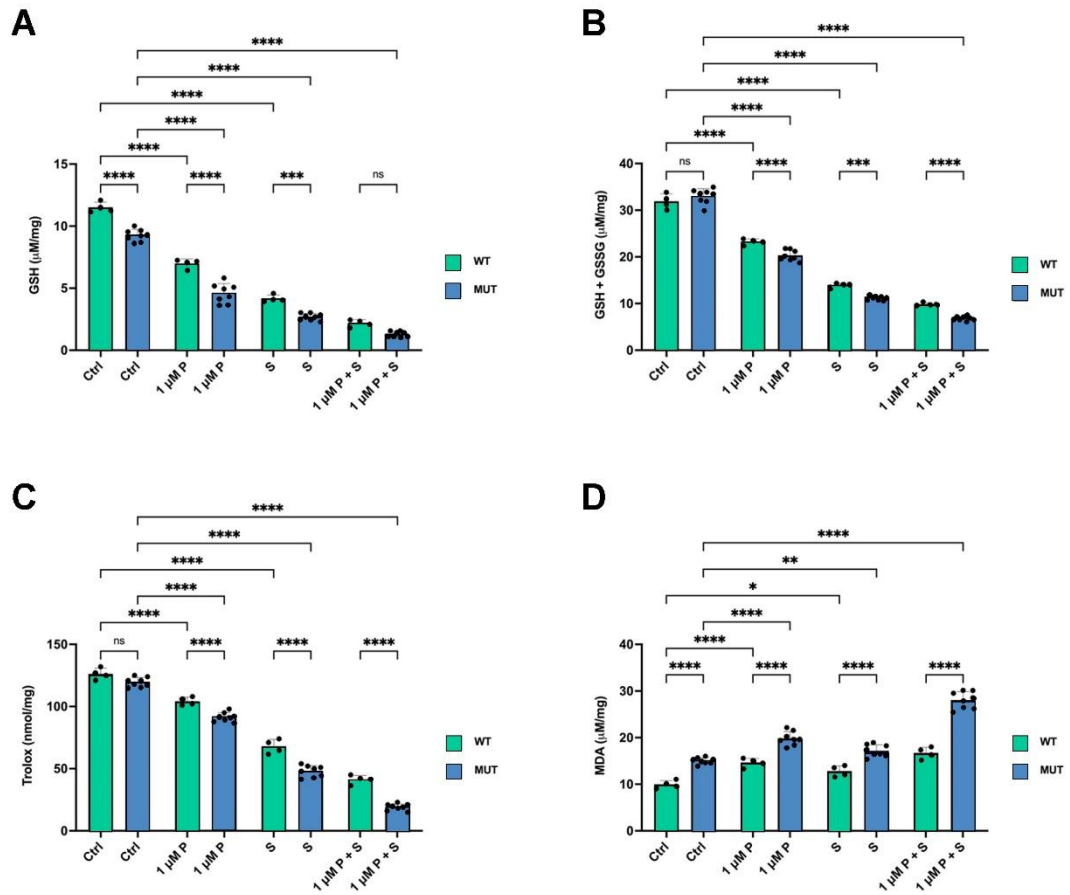 A
****
****
****
****
****
****
****
***
ns
15
10
5
0
GSH (µM/mg)
Ctrl
Ctrl
1 µM P
1 µM P
S
S
1 µM P + S
1 µM P + S
WT
MUT
B
****
****
****
****
****
ns
****
***
****
40
30
20
10
0
GSH + GSSG (µM/mg)
Ctrl
Ctrl
1 µM P
1 µM P
S
S
1 µM P + S
1 µM P + S
WT
MUT
C
****
****
****
****
****
ns
****
****
****
150
100
50
0
Trolox (nmol/mg)
Ctrl
Ctrl
1 µM P
1 µM P
S
S
1 µM P + S
1 µM P + S
WT
MUT
D
****
**
*
****
****
****
****
****
****
40
30
20
10
0
MDA (µM/mg)
Ctrl
Ctrl
1 µM P
1 µM P
S
S
1 µM P + S
1 µM P + S
WT
MUT